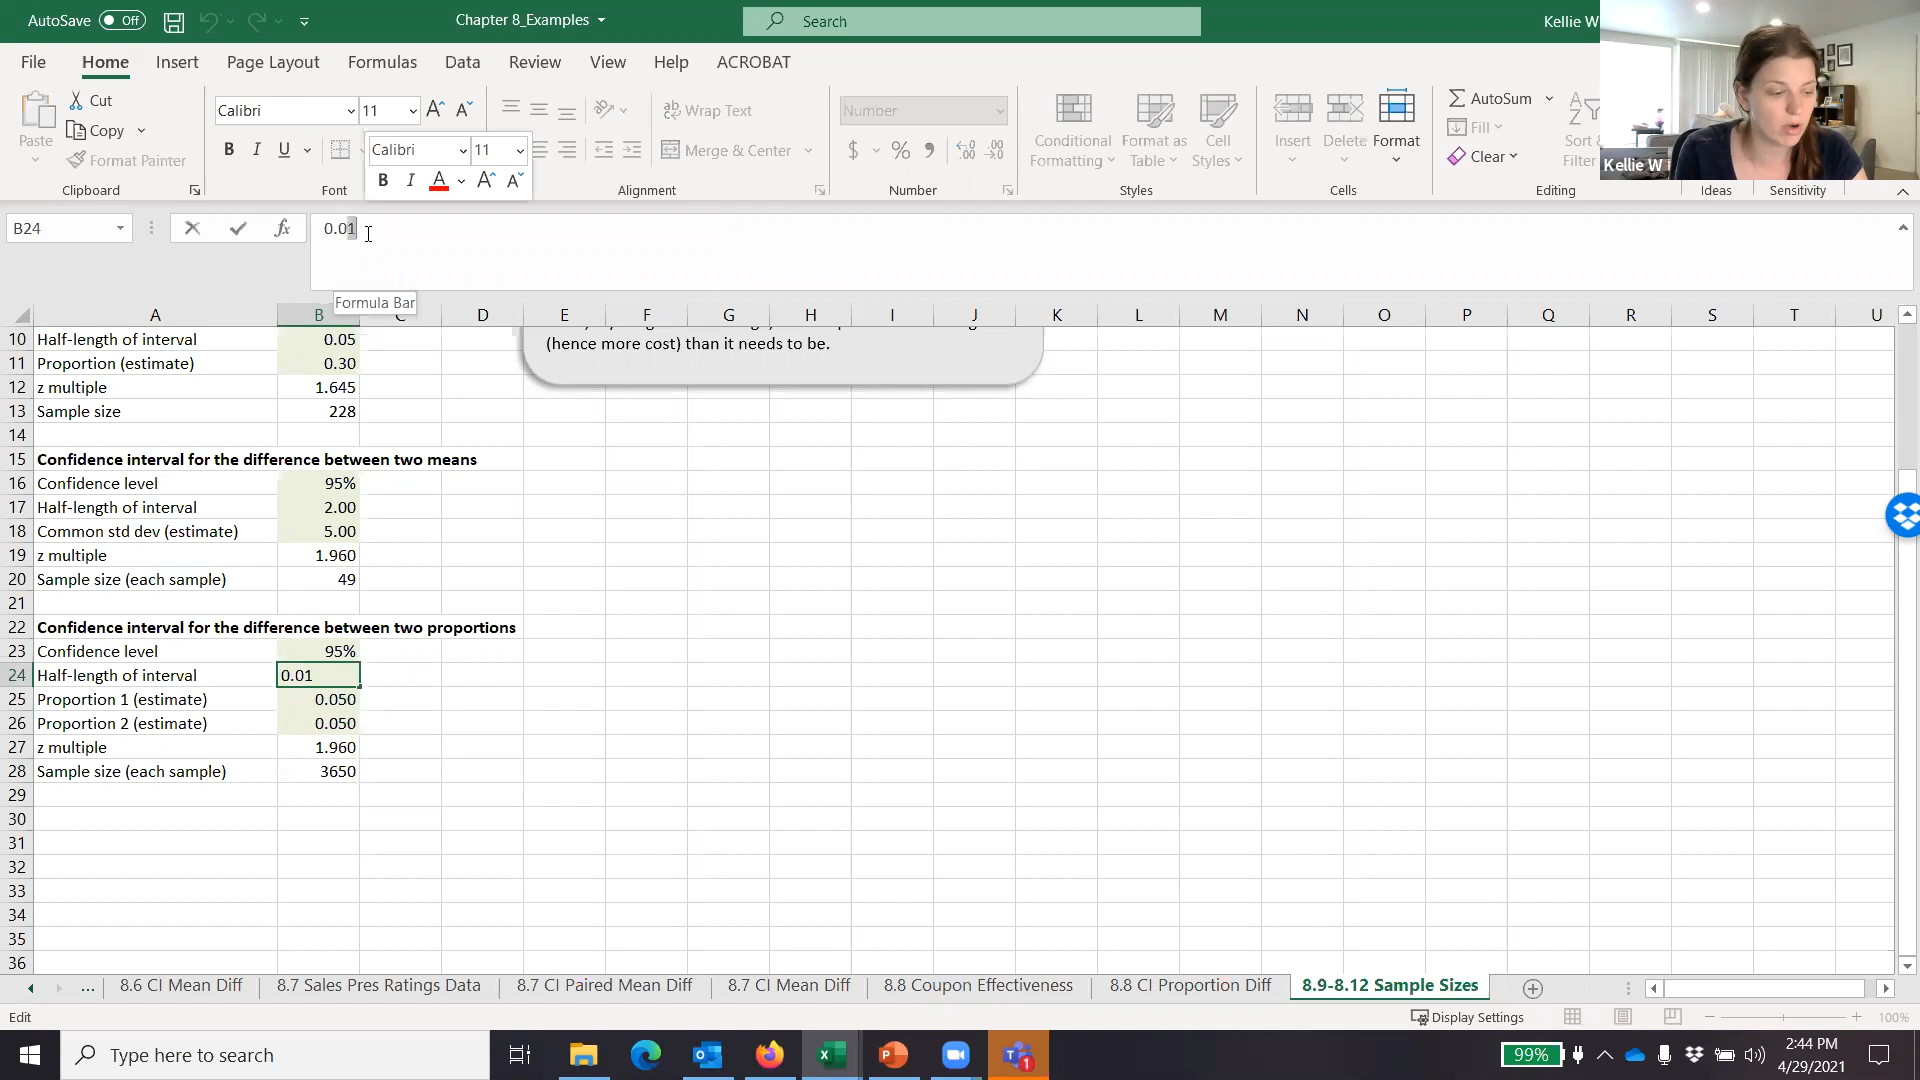 AutoSave Off
Chapter 8_Examples
Search
Kellie W
File Home Insert Page Layout Formulas Data Review View Help ACROBAT
Paste
Cut
Copy
Format Painter
Clipboard
Calibri 11
B I U
Font
Calibri 11
B I A
Wrap Text
Merge & Center
Alignment
Number
$ %
Number
Conditional Formatting
Format as Table
Cell Styles
Styles
Insert Delete Format
Cells
AutoSum
Fill
Clear
Sort &
Filter
Editing
Kellie W
Ideas
Sensitivity
B24
fx
0.01
Formula Bar
A B C D E F G H I J K L M N O P Q R S T U
(hence more cost) than it needs to be.
10 Half-length of interval 0.05
11 Proportion (estimate) 0.30
12 z multiple 1.645
13 Sample size 228
14
15 Confidence interval for the difference between two means
16 Confidence level 95%
17 Half-length of interval 2.00
18 Common std dev (estimate) 5.00
19 z multiple 1.960
20 Sample size (each sample) 49
21
22 Confidence interval for the difference between two proportions
23 Confidence level 95%
24 Half-length of interval 0.01
25 Proportion 1 (estimate) 0.050
26 Proportion 2 (estimate) 0.050
27 z multiple 1.960
28 Sample size (each sample) 3650
29
30
31
32
33
34
35
36
... 8.6 CI Mean Diff 8.7 Sales Pres Ratings Data 8.7 CI Paired Mean Diff 8.7 CI Mean Diff 8.8 Coupon Effectiveness 8.8 CI Proportion Diff 8.9-8.12 Sample Sizes
Edit
Display Settings
100%
Type here to search
1
99%
2:44 PM
4/29/2021